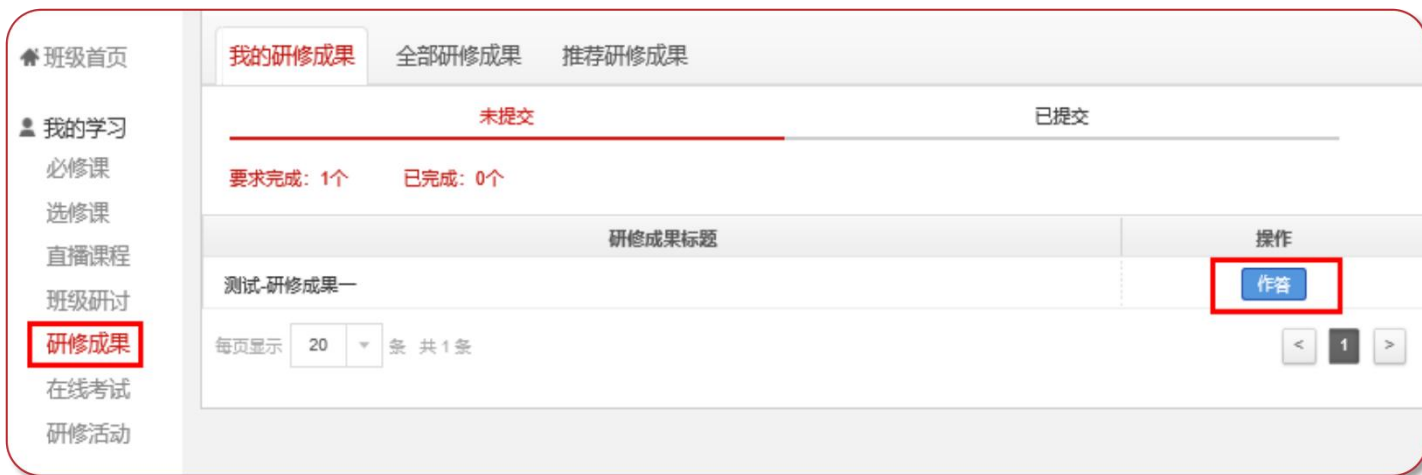 班级首页
我的学习
必修课
选修课
直播课程
班级研讨
研修成果
在线考试
研修活动
我的研修成果 全部研修成果 推荐研修成果
未提交 已提交
要求完成：1个 已完成：0个
研修成果标题 操作
测试-研修成果一 作答
每页显示 20 条 共 1 条 < 1 >